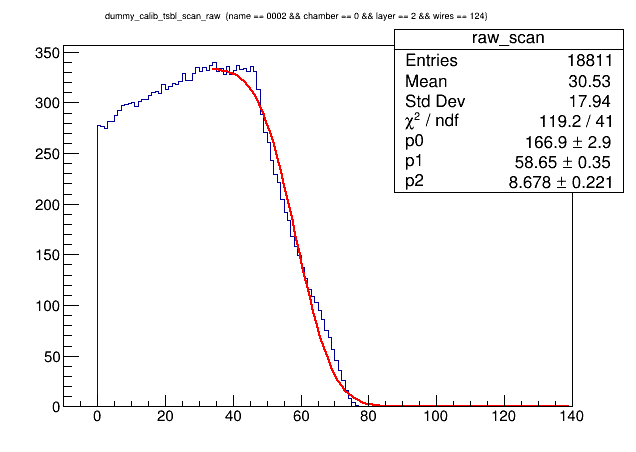 dummy_calib_tsbl_scan_raw {name == 0002 && chamber == 0 && layer == 2 && wires == 124}
raw_scan
Entries 18811
Mean 30.53
Std Dev 17.94
χ² / ndf 119.2 / 41
p0 166.9 ± 2.9
p1 58.65 ± 0.35
p2 8.678 ± 0.221
350
300
250
200
150
100
50
0
0 20 40 60 80 100 120 140